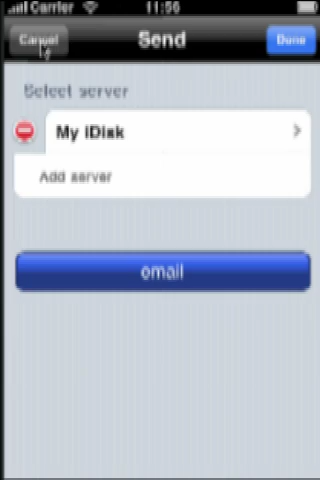 Carrier 11:56
Cancel Send Done
Select server
My iDisk
Add server
email